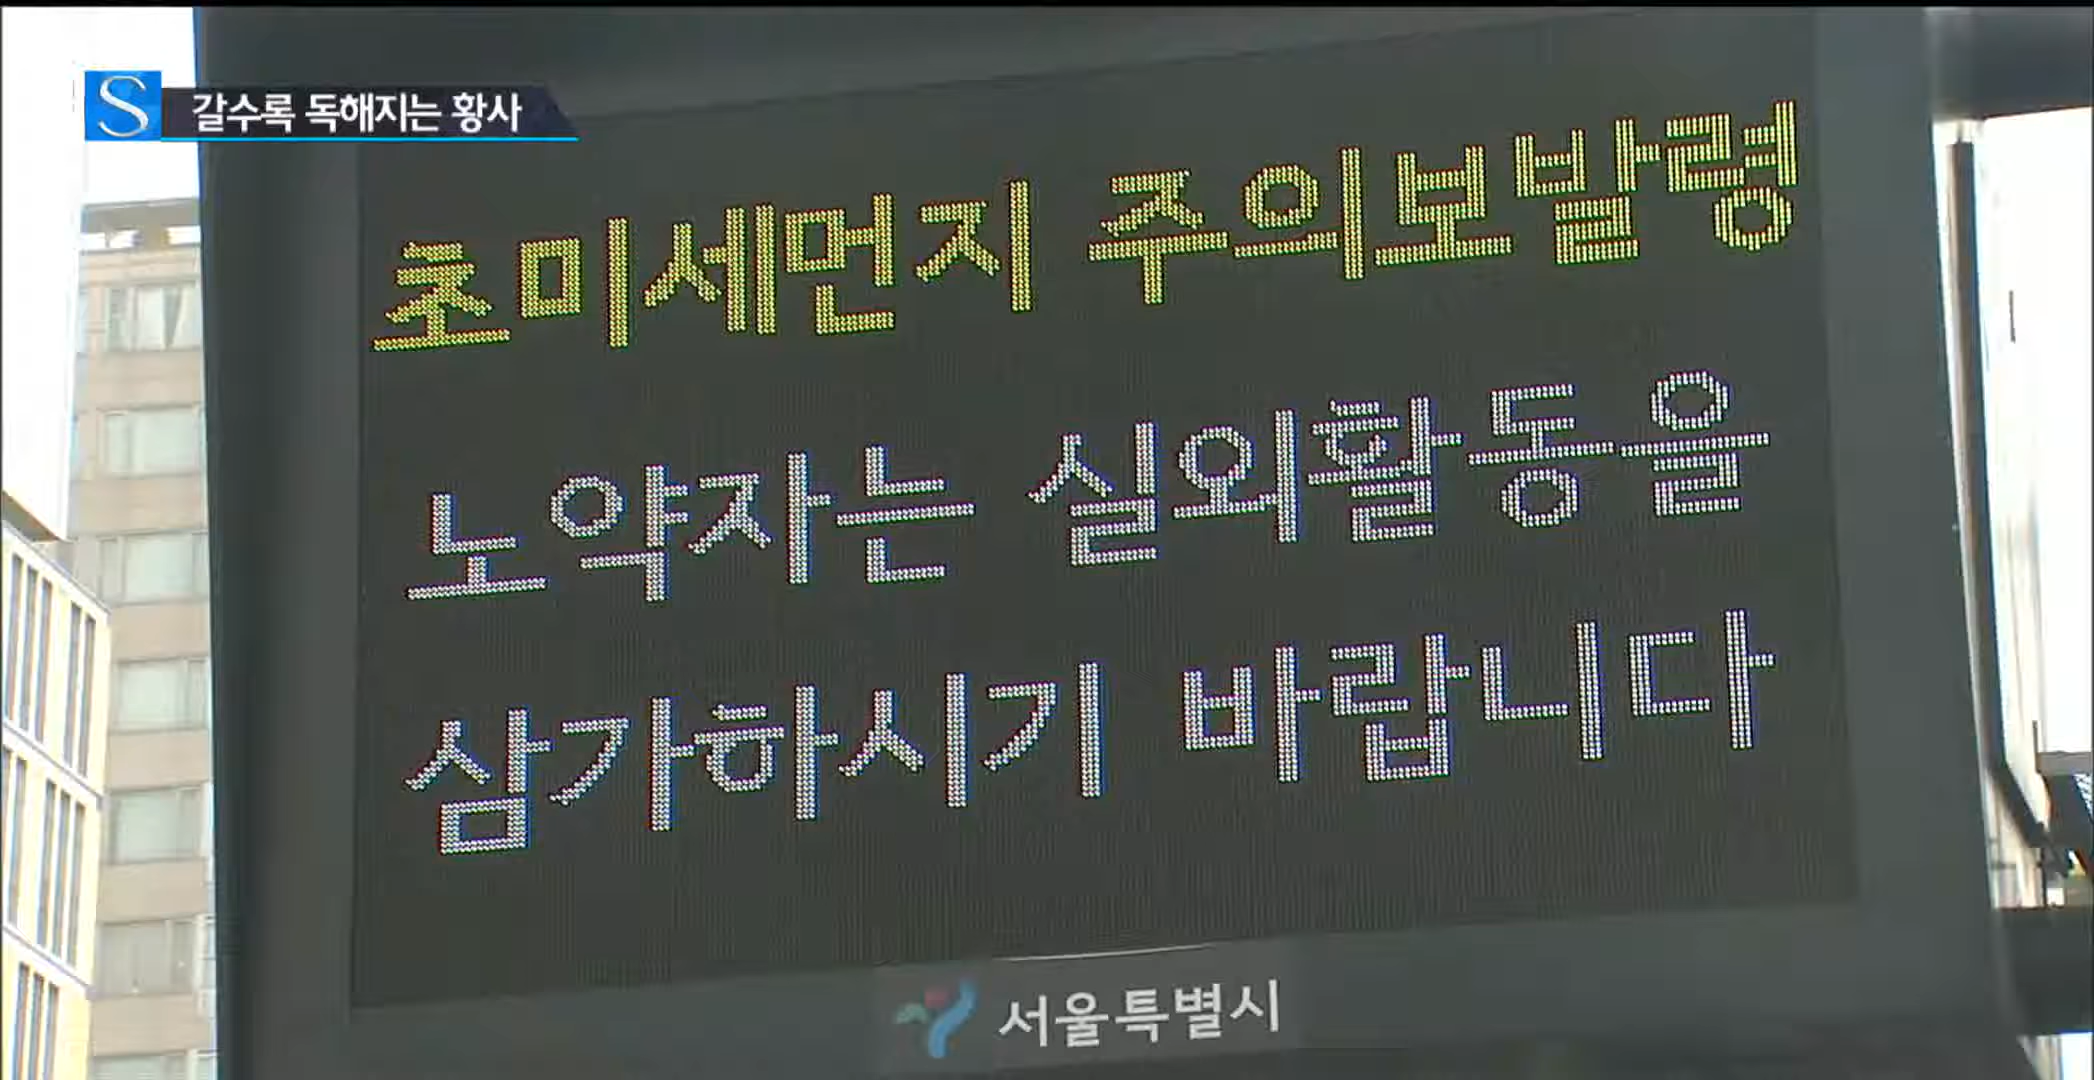 S 갈수록 독해지는 황사
초미세먼지 주의보발령
노약자는 실외활동을
삼가하시기 바랍니다
서울특별시